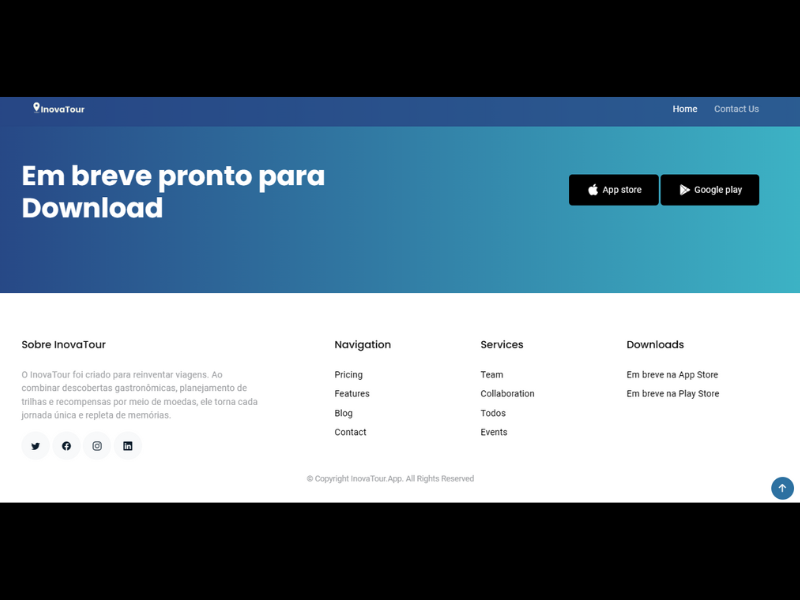 InovaTour
Home
Contact Us
Em breve pronto para
Download
App store
Google play
Sobre InovaTour
O InovaTour foi criado para reinventar viagens. Ao
combinar descobertas gastronômicas, planejamento de
trilhas e recompensas por meio de moedas, ele torna cada
jornada única e repleta de memórias.
Navigation
Pricing
Features
Blog
Contact
Services
Team
Collaboration
Todos
Events
Downloads
Em breve na App Store
Em breve na Play Store
© Copyright InovaTour.App. All Rights Reserved